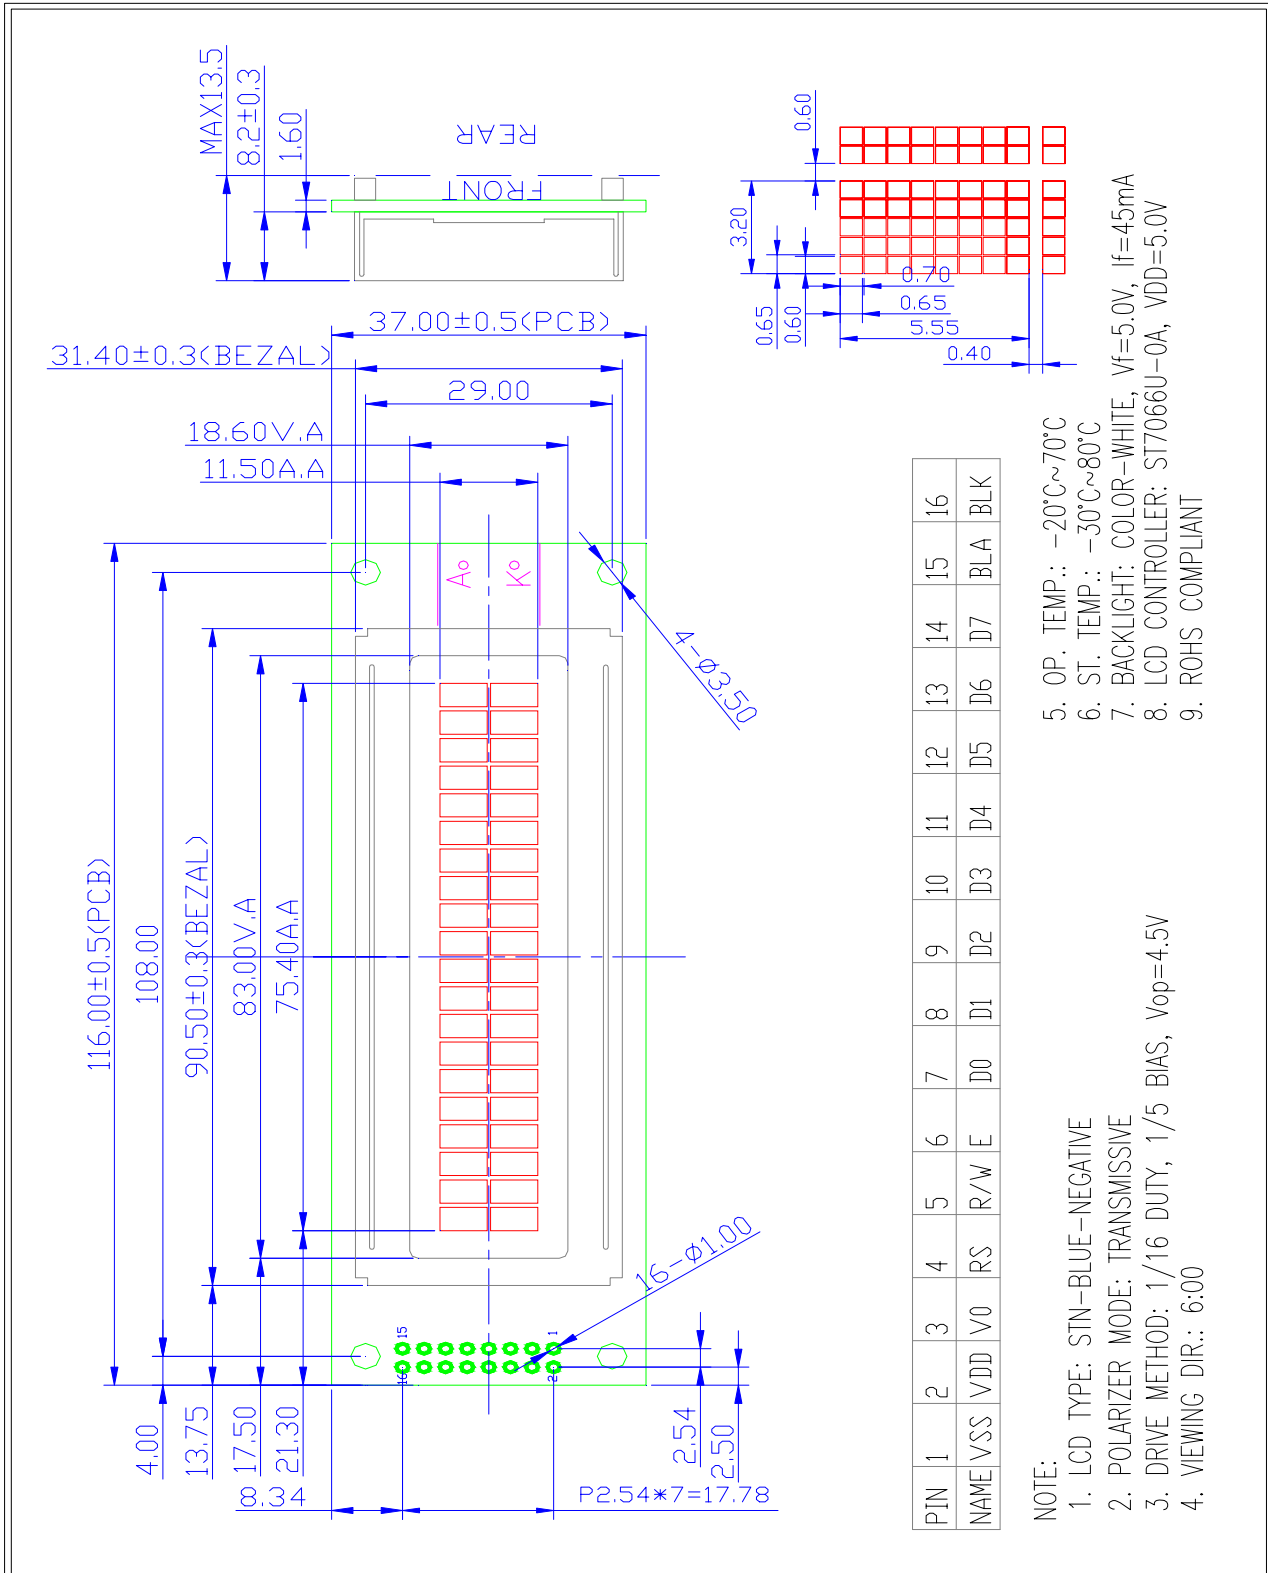 MAX13.5
8.2±0.3
1.60
REAR
FRONT
37.00±0.5(PCB)
31.40±0.3(BEZAL)
29.00
18.60V.A
11.50A.A
116.00±0.5(PCB)
108.00
90.50±0.3(BEZAL)
83.00V.A
75.40A.A
A
K
4-Ø3.50
16-Ø1.00
15
1
16
2
4.00
13.75
17.50
21.30
8.34
P2.54*7=17.78
2.54
2.50
0.60
3.20
0.65
0.60
0.70
0.65
5.55
0.40
PIN 1 2 3 4 5 6 7 8 9 10 11 12 13 14 15 16
NAME VSS VDD V0 RS R/W E D0 D1 D2 D3 D4 D5 D6 D7 BLA BLK
NOTE:
1. LCD TYPE: STN-BLUE-NEGATIVE
2. POLARIZER MODE: TRANSMISSIVE
3. DRIVE METHOD: 1/16 DUTY, 1/5 BIAS, Vop=4.5V
4. VIEWING DIR.: 6:00
5. OP. TEMP.: -20°C~70°C
6. ST. TEMP.: -30°C~80°C
7. BACKLIGHT: COLOR-WHITE, Vf=5.0V, If=45mA
8. LCD CONTROLLER: ST7066U-0A, VDD=5.0V
9. ROHS COMPLIANT